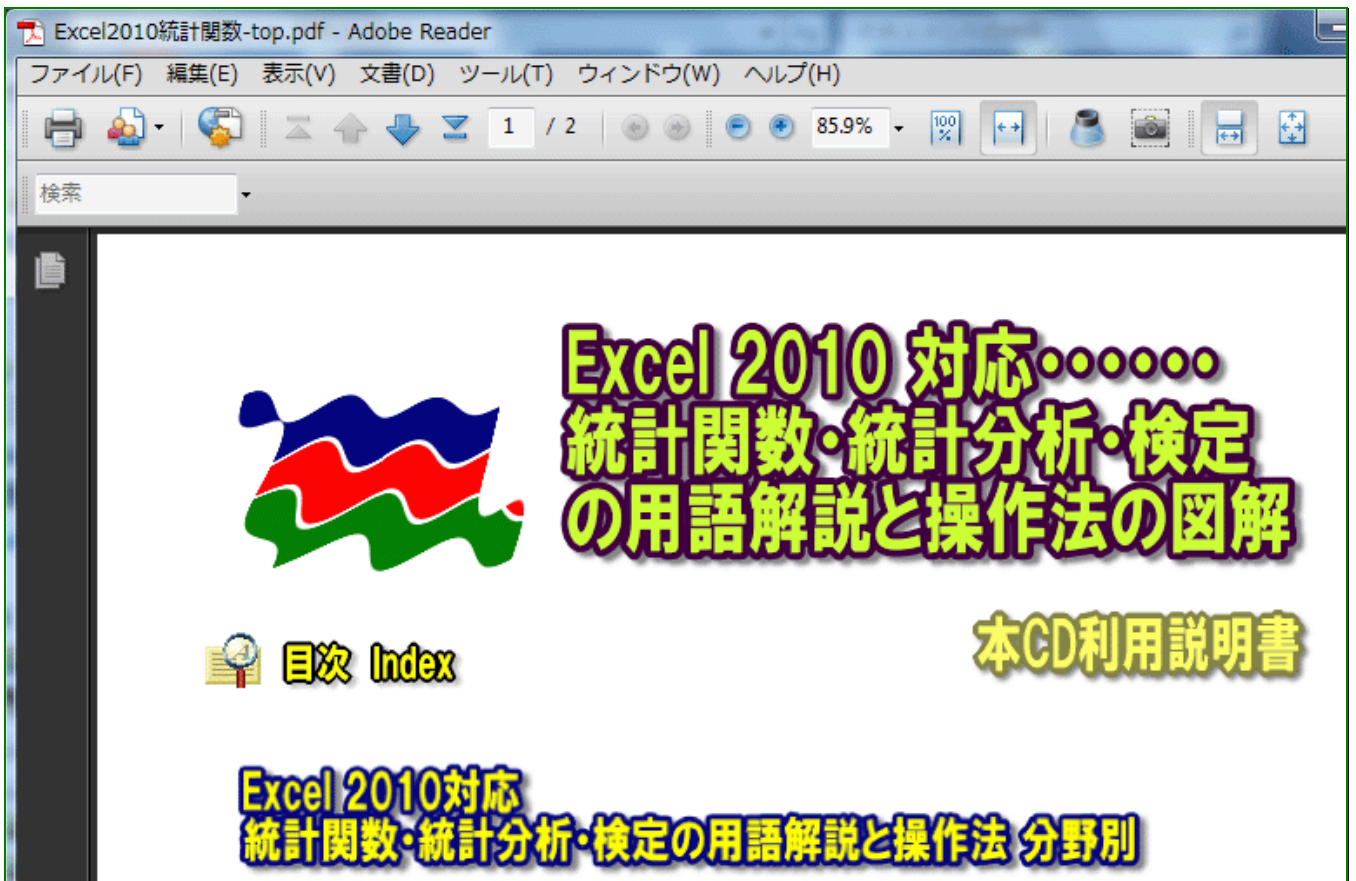 Excel2010統計関数-top.pdf - Adobe Reader
ファイル(F) 編集(E) 表示(V) 文書(D) ツール(T) ウィンドウ(W) ヘルプ(H)
1 / 2 85.9% 100%
検索
Excel 2010 対応‥‥‥
統計関数・統計分析・検定
の用語解説と操作法の図解
本CD利用説明書
目次 Index
Excel 2010対応
統計関数・統計分析・検定の用語解説と操作法 分野別